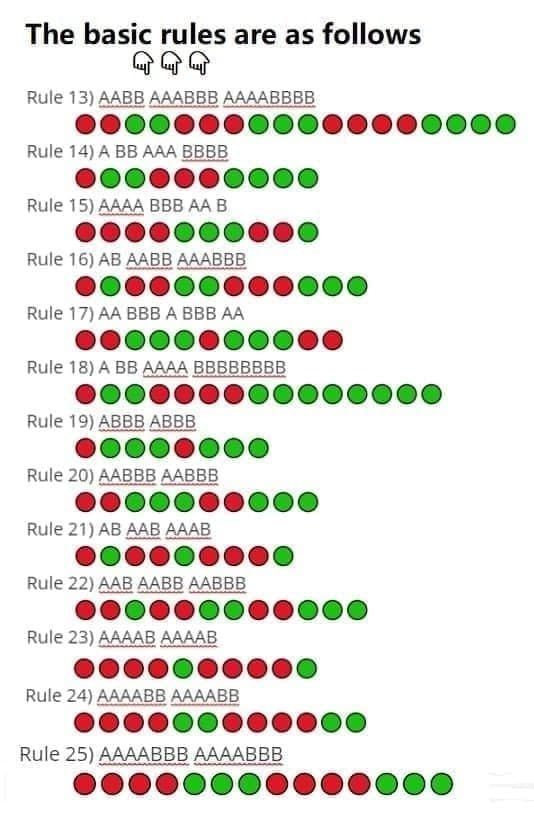 The basic rules are as follows
Rule 13) AABB AAABBB AAAABBBB
Rule 14) A BB AAA BBBB
Rule 15) AAAA BBB AA B
Rule 16) AB AABB AAABBB
Rule 17) AA BBB A BBB AA
Rule 18) A BB AAAA BBBBBBBB
Rule 19) ABBB ABBB
Rule 20) AABBB AABBB
Rule 21) AB AAB AAAB
Rule 22) AAB AABB AABBB
Rule 23) AAAAB AAAAB
Rule 24) AAAABB AAAABB
Rule 25) AAAABBB AAAABBB